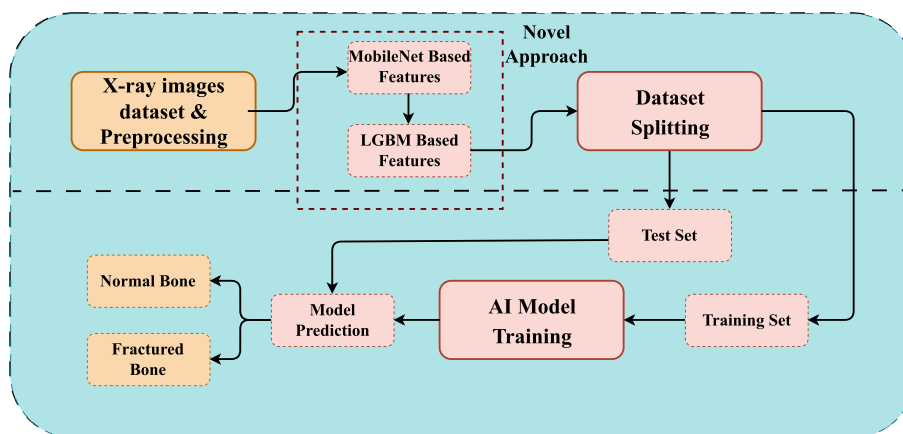 Novel
Approach
X-ray images
dataset &
Preprocessing
MobileNet Based
Features
LGBM Based
Features
Dataset
Splitting
Test Set
Normal Bone
Fractured
Bone
Model
Prediction
AI Model
Training
Training Set